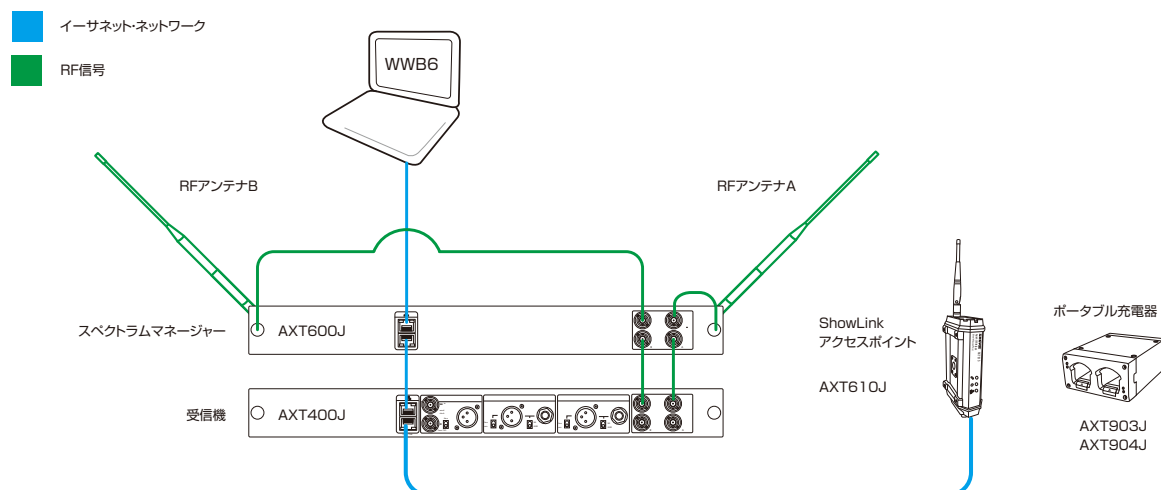 イーサネット・ネットワーク
RF信号
WWB6
RFアンテナB
RFアンテナA
スペクトラムマネージャー
AXT600J
受信機
AXT400J
ShowLink
アクセスポイント
AXT610J
ポータブル充電器
AXT903J
AXT904J